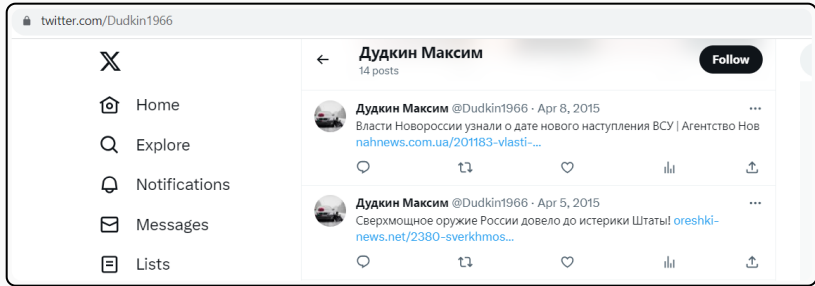 twitter.com/Dudkin1966
Дудкин Максим
14 posts
Follow
Home
Explore
Notifications
Messages
Lists
Дудкин Максим @Dudkin1966 · Apr 8, 2015
Власти Новороссии узнали о дате нового наступления ВСУ | Агентство Нов
nahnews.com.ua/201183-vlasti-...
Дудкин Максим @Dudkin1966 · Apr 5, 2015
Сверхмощное оружие России довело до истерики Штаты! oreshki-
news.net/2380-sverkhmos...